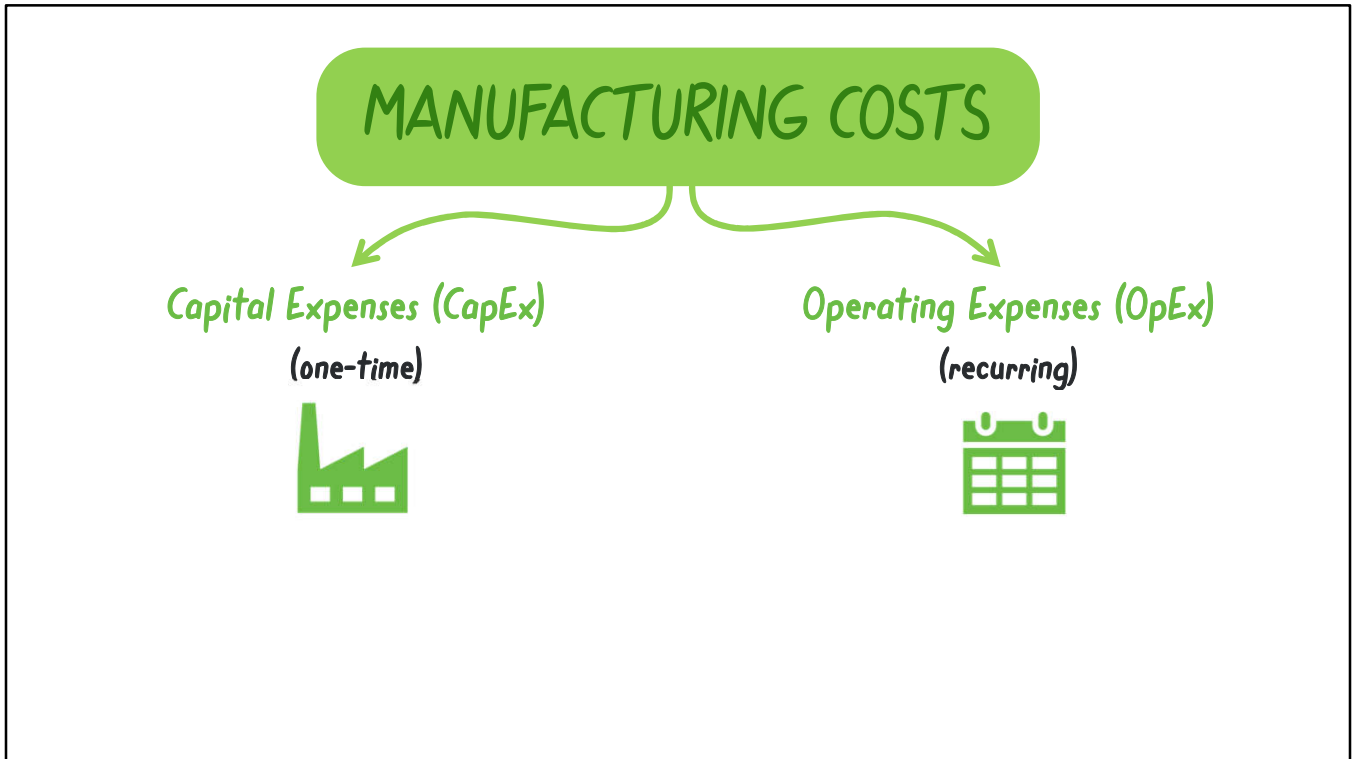 MANUFACTURING COSTS
Capital Expenses (CapEx)
(one-time)
Operating Expenses (OpEx)
(recurring)